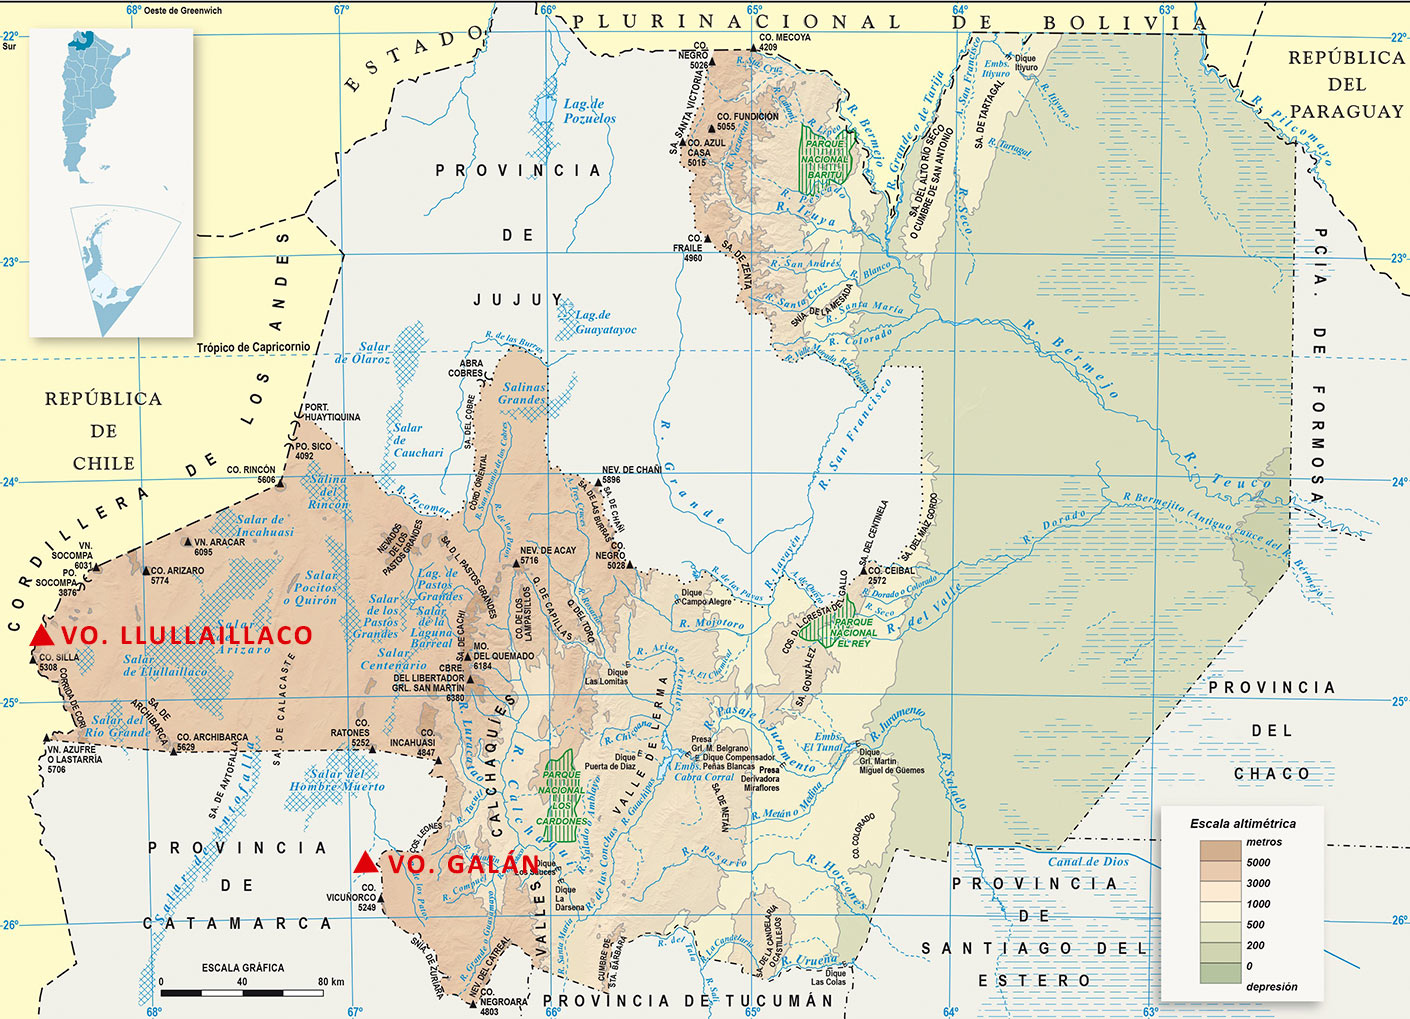 68°
Oeste de Greenwich
67°
66°
65°
64°
63°
22°
Sur
22°
ESTADO
PLURINACIONAL DE BOLIVIA
REPÚBLICA
DEL
PARAGUAY
CO.
NEGRO
5026
CO. MECOYA
4209
R. Sta. Cruz
Dique
Itiyuro
Embs.
Itiyuro
R. Itiyuro
R. Pilcomayo
Lag. de
Pozuelos
SA. SANTA VICTORIA
CO. FUNDICIÓN
5055
CO. AZUL
CASA
5015
R. Nazareno
R. Lipeo
R. Bermejo
R. Grande o de Tarija
SA. DE TARTAGAL
R. Tartagal
PARQUE
NACIONAL
BARITÚ
PROVINCIA
DE
JUJUY
SA. DEL ALTO RÍO SECO
O CUMBRE DE SAN ANTONIO
R. Seco
R. Iruya
CO.
FRAILE
4960
SA. DE ZENTA
23°
23°
R. San Andrés
R. Blanco
R. Santa Cruz
SNÍA. DE LA MESADA
R. Santa María
R. Colorado
PCIA. DE FORMOSA
Lag. de
Guayatayoc
Salar
de Olaroz
R. de las Burras
Trópico de Capricornio
CORDILLERA DE LOS ANDES
REPÚBLICA
DE
CHILE
ABRA
COBRES
SA. DEL COBRE
Salinas
Grandes
R. Bermejo
R. San Francisco
R. Grande
PORT.
HUAYTIQUINA
PO. SICO
4092
Salar
de
Cauchari
CO. RINCÓN
5606
24°
24°
Salina
del
Rincón
R. Tocomar
CORD. ORIENTAL
R. San Antonio de los Cobres
NEV. DE CHAÑI
5896
SA. DE CHAÑI
SA. DE LAS BURRAS
R. Teuco
R Bermejito (Antiguo cauce del R. Bermejo)
R. Dorado
Salar de
Incahuasi
VN. ARACAR
6095
VN.
SOCOMPA
6031
PO.
SOCOMPA
3876
CO. ARIZARO
5774
NEVADOS
DE LOS
PASTOS GRANDES
SA. D. L. PASTOS GRANDES
NEV. DE ACAY
5716
CO.
NEGRO
5028
SA. DEL CENTINELA
SA. DEL MAÍZ GORDO
R. Lavayén
R. de las Pavas
CO. CEIBAL
2572
R. Dorado o Colorado
R. Seco
R. del Valle
Salar
Pocitos
o Quirón
Lag. de
Pastos
Grandes
Salar
de los
Pastos
Grandes
Salar
de la
Laguna
Barreal
Salar
Centenario
SA. DE CACHI
CO. DE LOS
LAMPASILLOS
Q. DE CAPILLAS
Q. DEL TORO
Dique
Campo Alegre
R. Mojotoro
COS. D. L. CRESTA DEL GALLO
PARQUE
NACIONAL
EL REY
VO. LLULLAILLACO
Salar
Arizaro
CO. SILLA
5308
Salar
de Llullaillaco
CORRIDA DE CORI
SA. DE CALACASTE
MO.
DEL QUEMADO
6184
CBRE.
DEL LIBERTADOR
GRL. SAN MARTÍN
6380
Dique
Las Lomitas
R. Arias o Arenales
SA. GONZÁLEZ
PROVINCIA
DEL
CHACO
25°
25°
Salar del
Río Grande
SA. DE
ARCHIBARCA
CO. ARCHIBARCA
5629
VN. AZUFRE
O LASTARRÍA
5706
CO.
RATONES
5252
CO.
INCAHUASI
4847
R. Luracatao
VALLES CALCHAQUÍES
R. Calchaquí
R. Chicoana
VALLE DE LERMA
R. Pasaje o Juramento
Presa
Grl. M. Belgrano
Dique Compensador
Peñas Blancas
Embs.
Cabra Corral
Embs.
El Tunal
R. Juramento
Dique
Grl. Martín
Miguel de Güemes
Dique
Puerta de Díaz
Presa
Derivadora
Miraflores
R. Salado
SA. DE ANTOFALLA
Salar de Antofalla
Salar del
Hombre Muerto
PARQUE
NACIONAL
LOS
CARDONES
R. Guachipas
SA. DE METÁN
R. Metán o Medina
COS. LEONES
VO. GALÁN
Dique
Los Sauces
R. de las Conchas
R. Rosario
CO. COLORADO
R. Horcones
PROVINCIA
DE
CATAMARCA
CO.
VICUÑORCO
5249
Dique
La
Dársena
R. Santa María
26°
26°
SA. DE LA CANDELARIA
O CASTILLEJOS
CUMBRE DE
STA. BÁRBARA
R. del Tala
R. La Candelaria
R. Sali
R. Urueña
Dique
Las Colas
NEV. DEL CATREAL
CO.
NEGROARA
4803
PROVINCIA DE TUCUMÁN
Canal de Dios
PROVINCIA
DE
SANTIAGO DEL
ESTERO
ESCALA GRÁFICA
0 40 80 km
Escala altimétrica
metros
5000
3000
1000
500
200
0
depresión
68°
67°
66°
65°
64°
63°